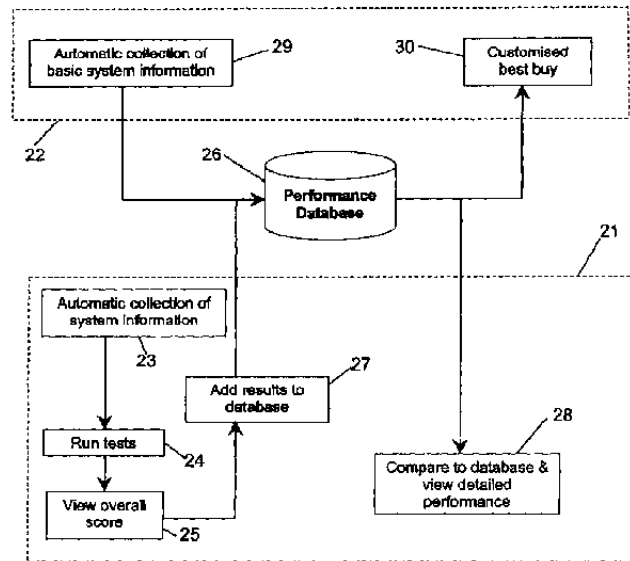 Automatic collection of
basic system information
29
30
Customised
best buy
22
26
Performance
Database
21
Automatic collection of
system information
23
27
Add results to
database
Run tests
24
28
Compare to database &
view detailed
performance
View overall
score
25